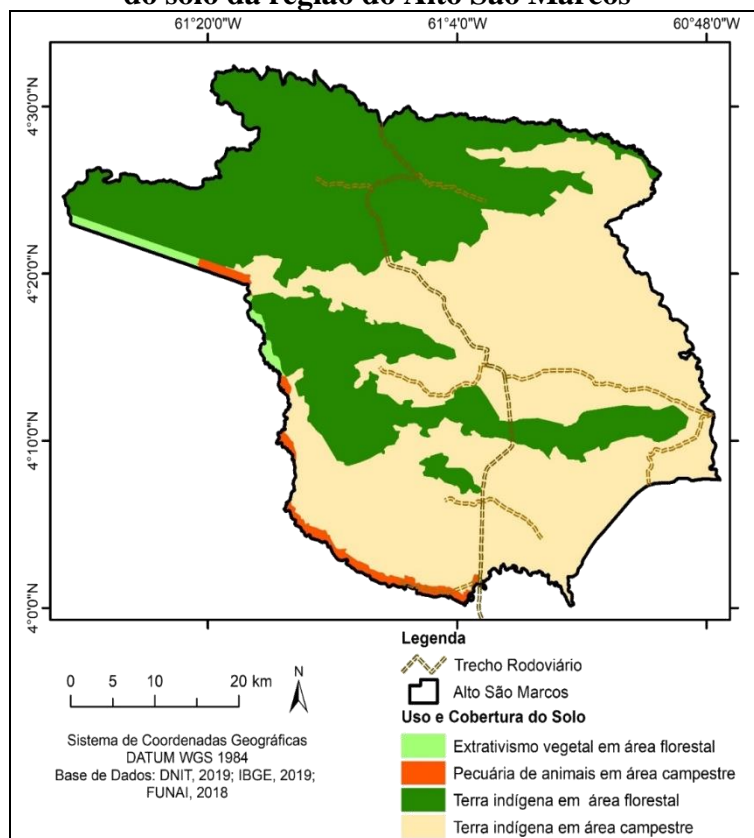 do solo da região do Alto São Marcos
61°20'0"W 61°4'0"W 60°48'0"W
4°30'0"N
4°20'0"N
4°10'0"N
4°0'0"N
Legenda
Trecho Rodoviário
Alto São Marcos
Uso e Cobertura do Solo
Extrativismo vegetal em área florestal
Pecuária de animais em área campestre
Terra indígena em área florestal
Terra indígena em área campestre
0 5 10 20 km
N
Sistema de Coordenadas Geográficas
DATUM WGS 1984
Base de Dados: DNIT, 2019; IBGE, 2019;
FUNAI, 2018